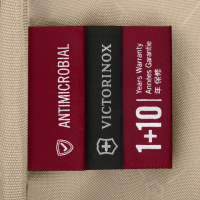 ANTIMICROBIAL
VICTORINOX
1+10
Years Warranty
Années Garantie
年 保修